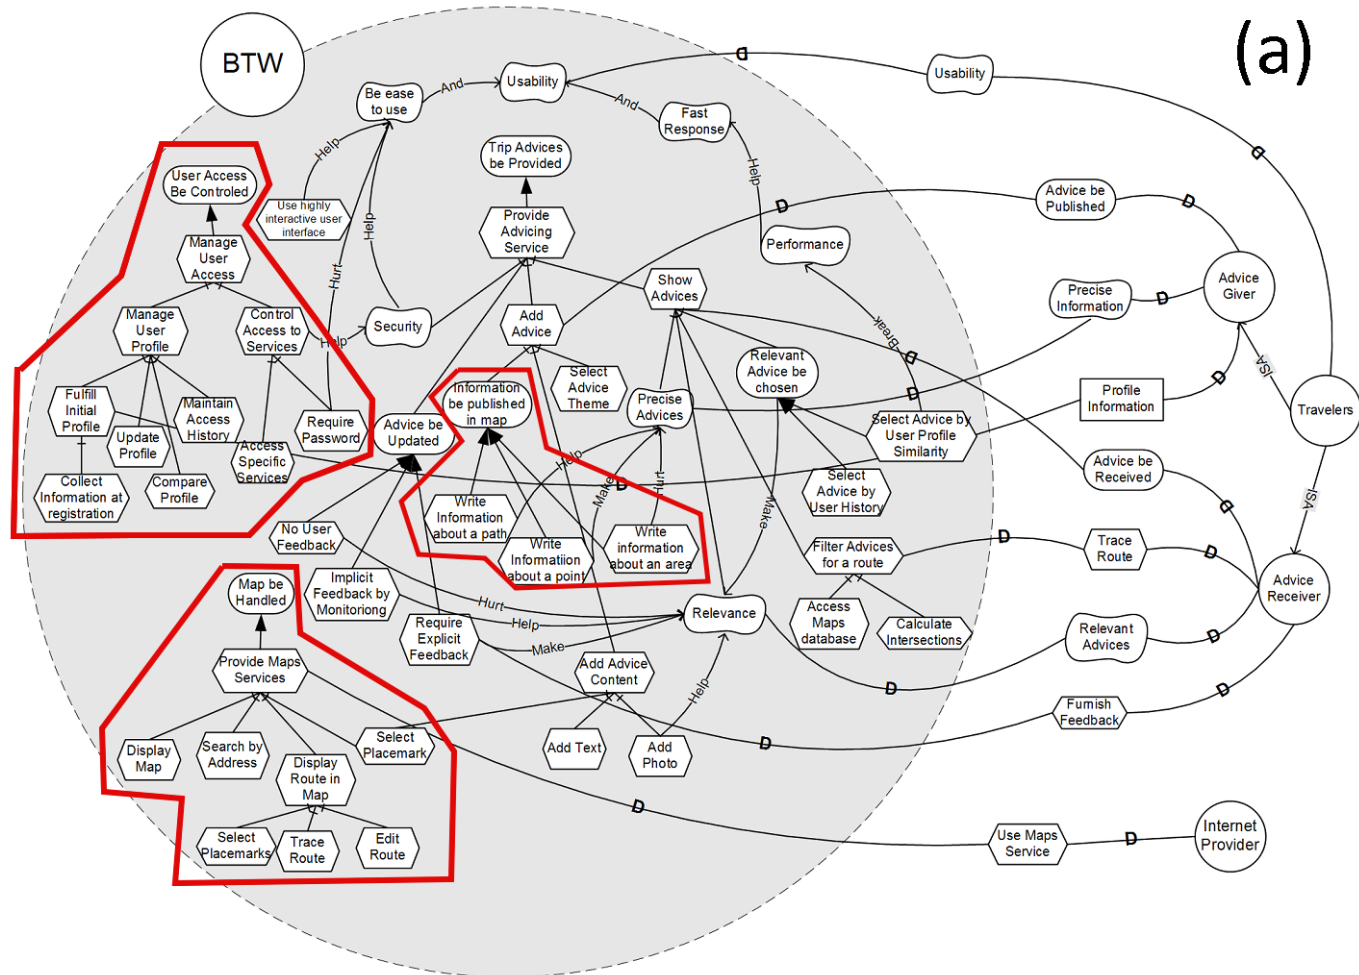 (a)
BTW
Usability
Usability
Be ease
to use
And
And
Fast
Response
D
D
Help
Help
Help
Trip Advices
be Provided
User Access
Be Controled
Use highly
interactive user
interface
Provide
Advicing
Service
Performance
Advice be
Published
D
D
Manage
User
Access
Hurt
Show
Advices
Precise
Information
D
Advice
Giver
Manage
User
Profile
Control
Access to
Services
Help
Security
Add
Advice
Break
Relevant
Advice be
chosen
D
ISA
Information
be published
in map
Select
Advice
Theme
Precise
Advices
D
Profile
Information
D
Travelers
Fulfill
Initial
Profile
Maintain
Access
History
Update
Profile
Require
Password
Advice be
Updated
Select Advice by
User Profile
Similarity
Access
Specific
Services
Collect
Information at
registration
Compare
Profile
Help
Make
Hurt
D
Select
Advice by
User History
Advice be
Received
D
ISA
Write
Information
about a path
Make
No User
Feedback
Write
Informatiion
about a point
Write
information
about an area
Filter Advices
for a route
D
Trace
Route
D
Implicit
Feedback by
Monitoriong
Map be
Handled
Hurt
Help
Make
Relevance
Access
Maps
database
Calculate
Intersections
Advice
Receiver
Require
Explicit
Feedback
Relevant
Advices
D
Provide Maps
Services
Add Advice
Content
Help
D
D
Furnish
Feedback
Display
Map
Search by
Address
Select
Placemark
Add Text
Add
Photo
D
Display
Route in
Map
D
Select
Placemarks
Trace
Route
Edit
Route
Use Maps
Service
D
Internet
Provider